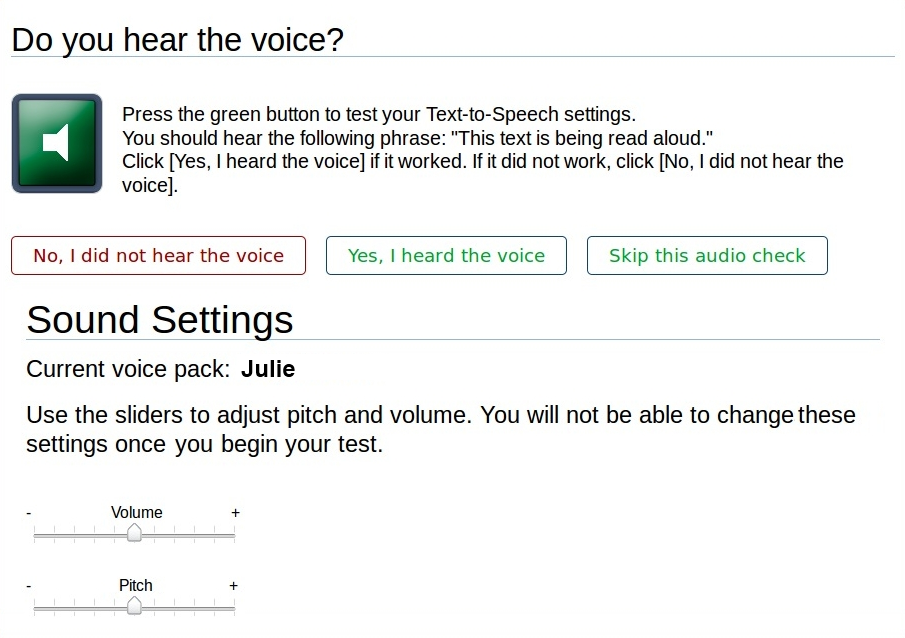 Do you hear the voice?
Press the green button to test your Text-to-Speech settings.
You should hear the following phrase: "This text is being read aloud."
Click [Yes, I heard the voice] if it worked. If it did not work, click [No, I did not hear the
voice].
No, I did not hear the voice
Yes, I heard the voice
Skip this audio check
Sound Settings
Current voice pack: Julie
Use the sliders to adjust pitch and volume. You will not be able to change these
settings once you begin your test.
- Volume +
- Pitch +